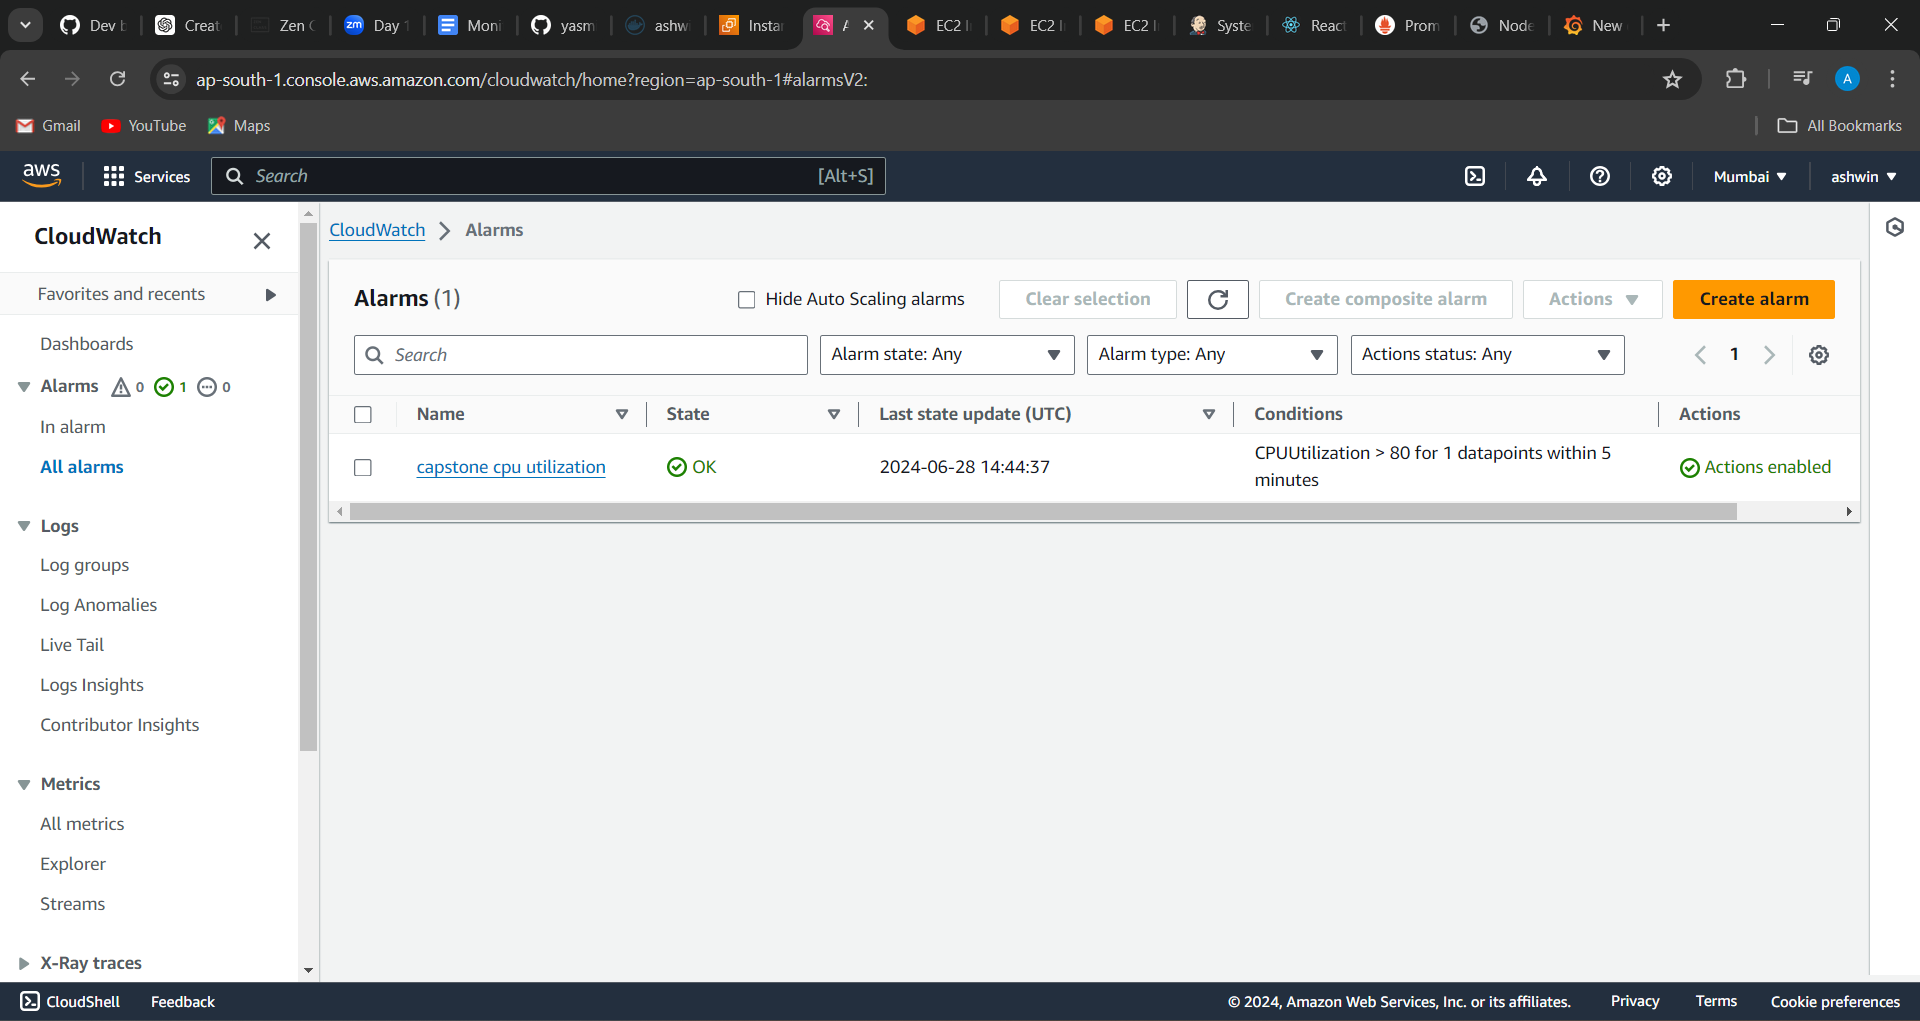 Dev
Creat
Zen
zm
Day 1
Moni
yasm
ashw
Instan
EC2 I
EC2 I
EC2 I
Syste
React
Prom
Node
New
ap-south-1.console.aws.amazon.com/cloudwatch/home?region=ap-south-1#alarmsV2:
A
Gmail
YouTube
Maps
All Bookmarks
aws
Services
Search
[Alt+S]
Mumbai
ashwin
CloudWatch
Favorites and recents
Dashboards
Alarms 0 1 0
In alarm
All alarms
Logs
Log groups
Log Anomalies
Live Tail
Logs Insights
Contributor Insights
Metrics
All metrics
Explorer
Streams
X-Ray traces
CloudWatch > Alarms
Alarms (1)
Hide Auto Scaling alarms
Clear selection
Create composite alarm
Actions
Create alarm
Search
Alarm state: Any
Alarm type: Any
Actions status: Any
1
Name
State
Last state update (UTC)
Conditions
Actions
capstone cpu utilization
OK
2024-06-28 14:44:37
CPUUtilization > 80 for 1 datapoints within 5
minutes
Actions enabled
CloudShell
Feedback
© 2024, Amazon Web Services, Inc. or its affiliates.
Privacy
Terms
Cookie preferences